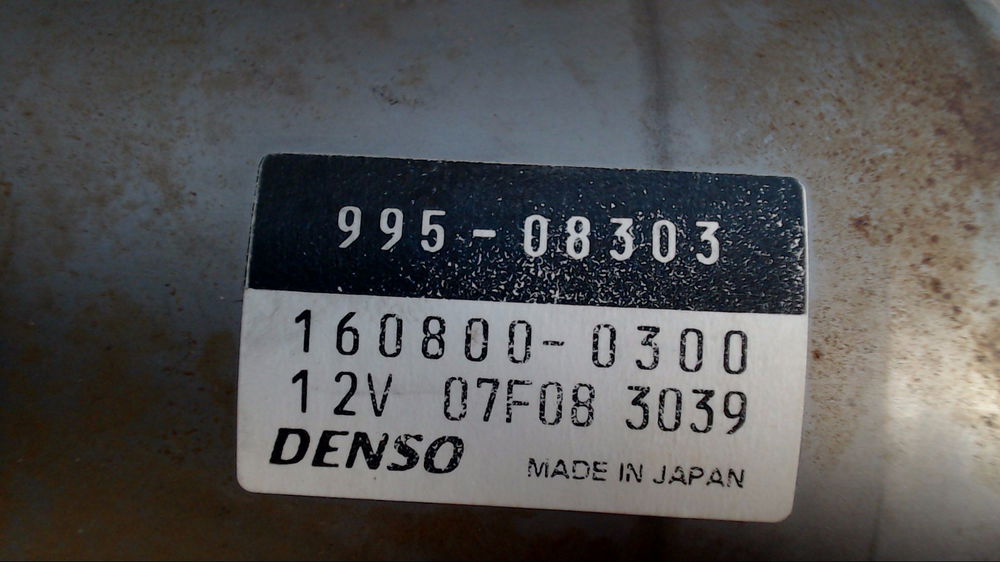 995-08303
160800-0300
12V 07F08 3039
DENSO MADE IN JAPAN